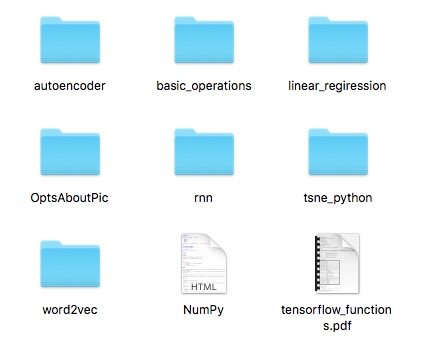 autoencoder
basic_operations
linear_regiression
OptsAboutPic
rnn
tsne_python
word2vec
HTML
NumPy
tensorflow_function
s.pdf